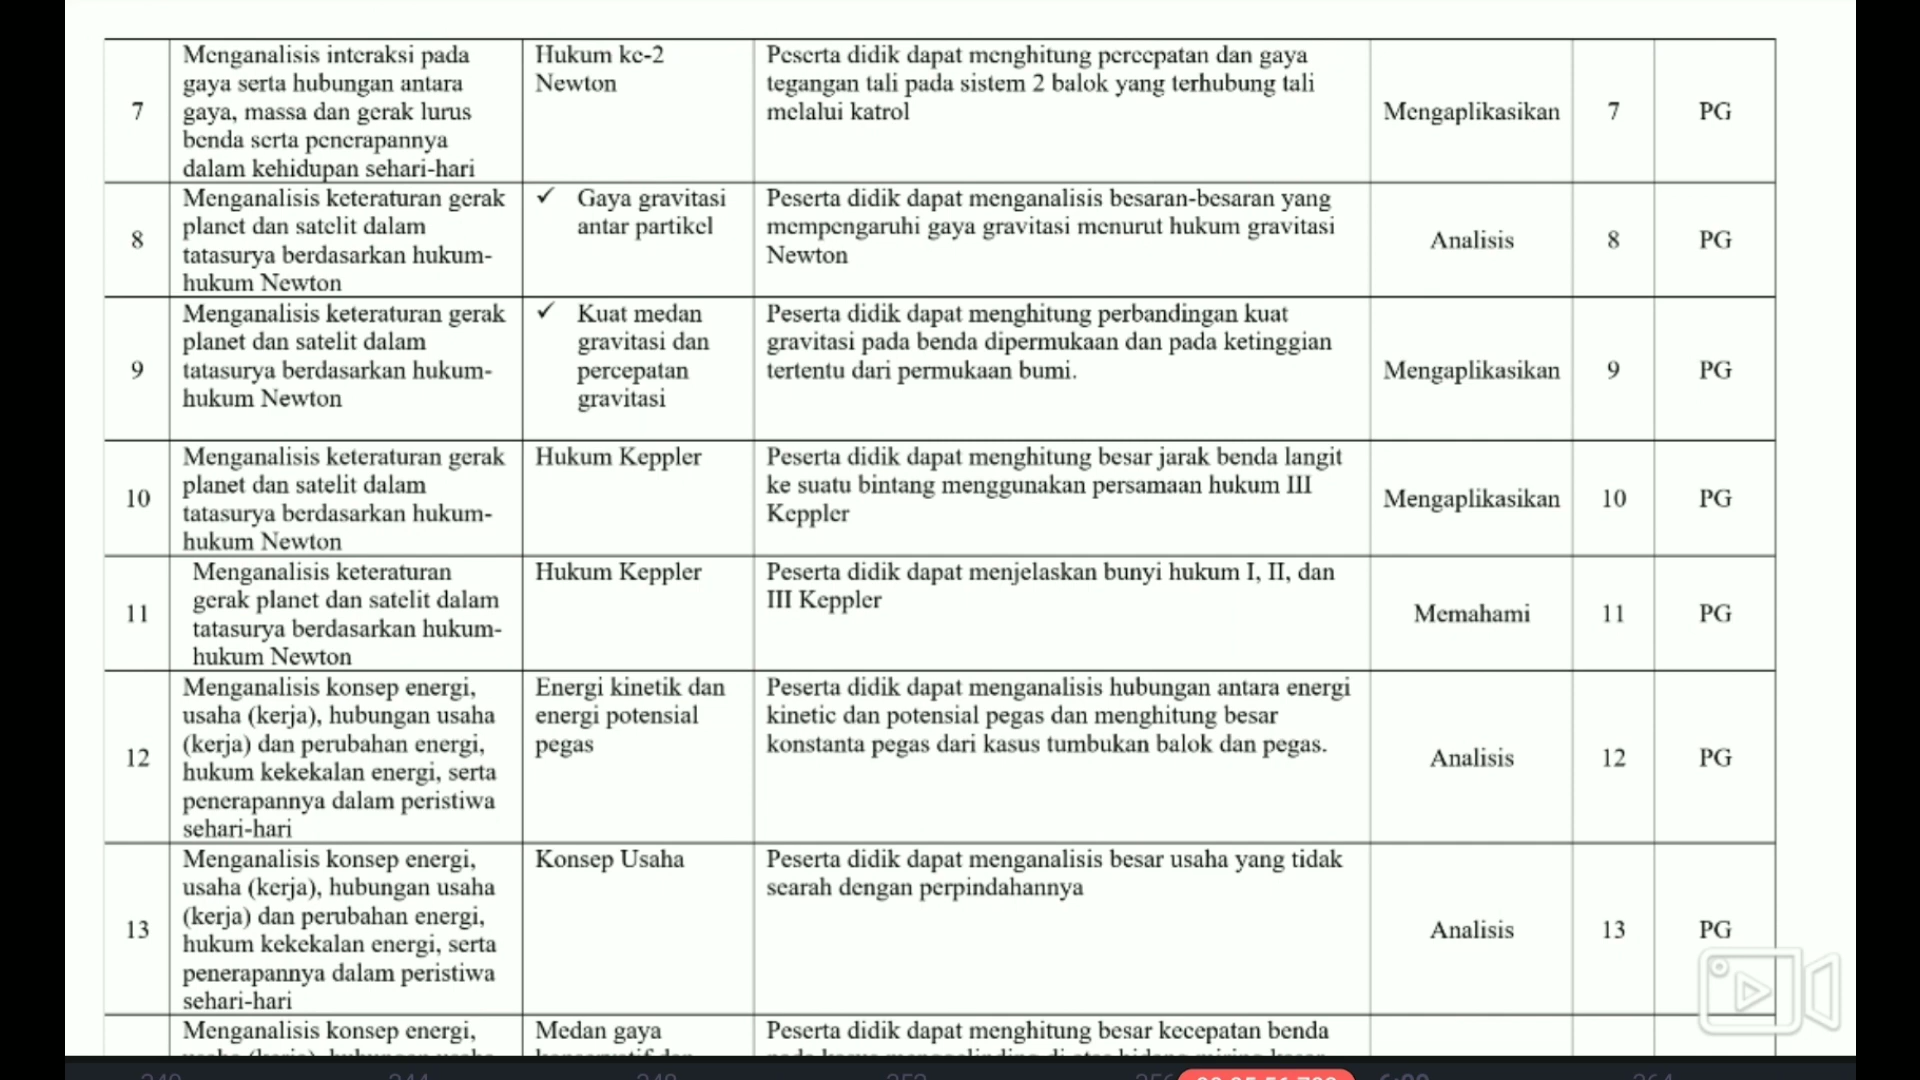 7
Menganalisis interaksi pada
gaya serta hubungan antara
gaya, massa dan gerak lurus
benda serta penerapannya
dalam kehidupan sehari-hari
Hukum ke-2
Newton
Peserta didik dapat menghitung percepatan dan gaya
tegangan tali pada sistem 2 balok yang terhubung tali
melalui katrol
Mengaplikasikan
7
PG
8
Menganalisis keteraturan gerak
planet dan satelit dalam
tatasurya berdasarkan hukum-
hukum Newton
✓ Gaya gravitasi
antar partikel
Peserta didik dapat menganalisis besaran-besaran yang
mempengaruhi gaya gravitasi menurut hukum gravitasi
Newton
Analisis
8
PG
9
Menganalisis keteraturan gerak
planet dan satelit dalam
tatasurya berdasarkan hukum-
hukum Newton
✓ Kuat medan
gravitasi dan
percepatan
gravitasi
Peserta didik dapat menghitung perbandingan kuat
gravitasi pada benda dipermukaan dan pada ketinggian
tertentu dari permukaan bumi.
Mengaplikasikan
9
PG
10
Menganalisis keteraturan gerak
planet dan satelit dalam
tatasurya berdasarkan hukum-
hukum Newton
Hukum Keppler
Peserta didik dapat menghitung besar jarak benda langit
ke suatu bintang menggunakan persamaan hukum III
Keppler
Mengaplikasikan
10
PG
11
Menganalisis keteraturan
gerak planet dan satelit dalam
tatasurya berdasarkan hukum-
hukum Newton
Hukum Keppler
Peserta didik dapat menjelaskan bunyi hukum I, II, dan
III Keppler
Memahami
11
PG
12
Menganalisis konsep energi,
usaha (kerja), hubungan usaha
(kerja) dan perubahan energi,
hukum kekekalan energi, serta
penerapannya dalam peristiwa
sehari-hari
Energi kinetik dan
energi potensial
pegas
Peserta didik dapat menganalisis hubungan antara energi
kinetic dan potensial pegas dan menghitung besar
konstanta pegas dari kasus tumbukan balok dan pegas.
Analisis
12
PG
13
Menganalisis konsep energi,
usaha (kerja), hubungan usaha
(kerja) dan perubahan energi,
hukum kekekalan energi, serta
penerapannya dalam peristiwa
sehari-hari
Konsep Usaha
Peserta didik dapat menganalisis besar usaha yang tidak
searah dengan perpindahannya
Analisis
13
PG
Menganalisis konsep energi,
Medan gaya
Peserta didik dapat menghitung besar kecepatan benda